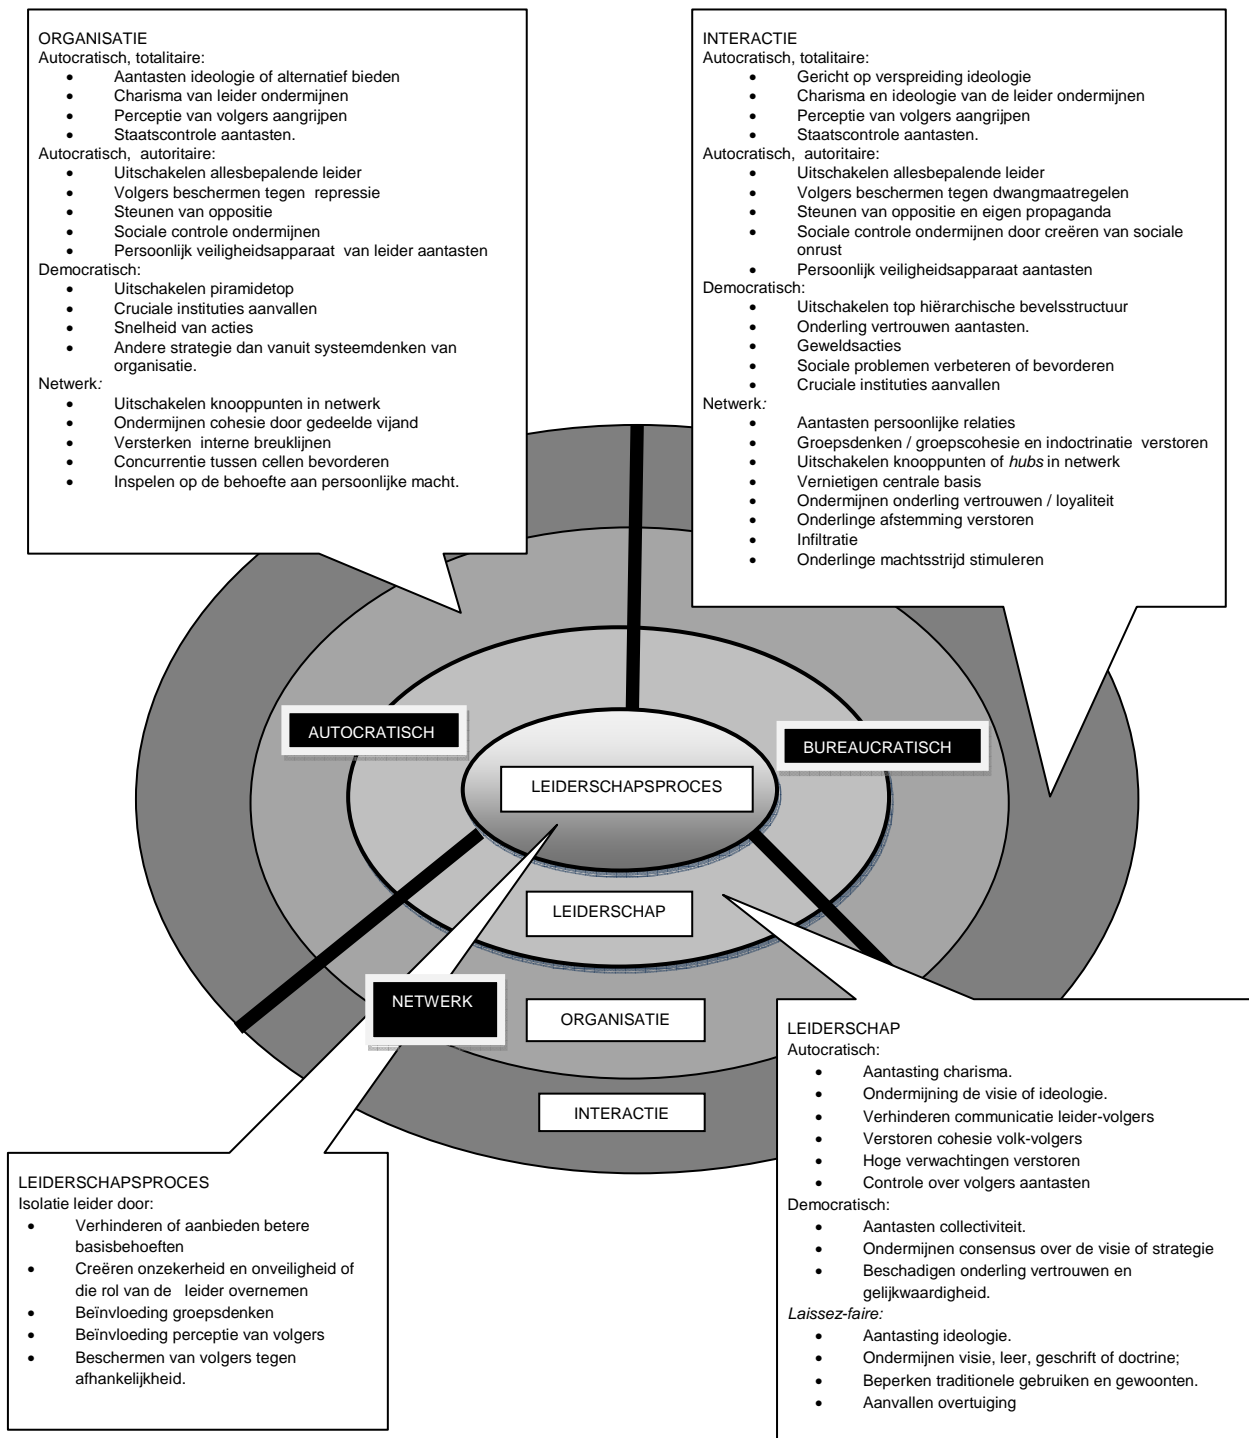 ORGANISATIE
Autocratisch, totalitaire:
• Aantasten ideologie of alternatief bieden
• Charisma van leider ondermijnen
• Perceptie van volgers aangrijpen
• Staatscontrole aantasten.
Autocratisch, autoritaire:
• Uitschakelen allesbepalende leider
• Volgers beschermen tegen repressie
• Steunen van oppositie
• Sociale controle ondermijnen
• Persoonlijk veiligheidsapparaat van leider aantasten
Democratisch:
• Uitschakelen piramidetop
• Cruciale instituties aanvallen
• Snelheid van acties
• Andere strategie dan vanuit systeemdenken van
organisatie.
Netwerk:
• Uitschakelen knooppunten in netwerk
• Ondermijnen cohesie door gedeelde vijand
• Versterken interne breuklijnen
• Concurrentie tussen cellen bevorderen
• Inspelen op de behoefte aan persoonlijke macht.
INTERACTIE
Autocratisch, totalitaire:
• Gericht op verspreiding ideologie
• Charisma en ideologie van de leider ondermijnen
• Perceptie van volgers aangrijpen
• Staatscontrole aantasten.
Autocratisch, autoritaire:
• Uitschakelen allesbepalende leider
• Volgers beschermen tegen dwangmaatregelen
• Steunen van oppositie en eigen propaganda
• Sociale controle ondermijnen door creëren van sociale
onrust
• Persoonlijk veiligheidsapparaat aantasten
Democratisch:
• Uitschakelen top hiërarchische bevelsstructuur
• Onderling vertrouwen aantasten.
• Geweldsacties
• Sociale problemen verbeteren of bevorderen
• Cruciale instituties aanvallen
Netwerk:
• Aantasten persoonlijke relaties
• Groepsdenken / groepscohesie en indoctrinatie verstoren
• Uitschakelen knooppunten of hubs in netwerk
• Vernietigen centrale basis
• Ondermijnen onderling vertrouwen / loyaliteit
• Onderlinge afstemming verstoren
• Infiltratie
• Onderlinge machtsstrijd stimuleren
AUTOCRATISCH
BUREAUCRATISCH
LEIDERSCHAPSPROCES
LEIDERSCHAP
NETWERK
ORGANISATIE
INTERACTIE
LEIDERSCHAPSPROCES
Isolatie leider door:
• Verhinderen of aanbieden betere
basisbehoeften
• Creëren onzekerheid en onveiligheid of
die rol van de leider overnemen
• Beïnvloeding groepsdenken
• Beïnvloeding perceptie van volgers
• Beschermen van volgers tegen
afhankelijkheid.
LEIDERSCHAP
Autocratisch:
• Aantasting charisma.
• Ondermijning de visie of ideologie.
• Verhinderen communicatie leider-volgers
• Verstoren cohesie volk-volgers
• Hoge verwachtingen verstoren
• Controle over volgers aantasten
Democratisch:
• Aantasten collectiviteit.
• Ondermijnen consensus over de visie of strategie
• Beschadigen onderling vertrouwen en
gelijkwaardigheid.
Laissez-faire:
• Aantasting ideologie.
• Ondermijnen visie, leer, geschrift of doctrine;
• Beperken traditionele gebruiken en gewoonten.
• Aanvallen overtuiging